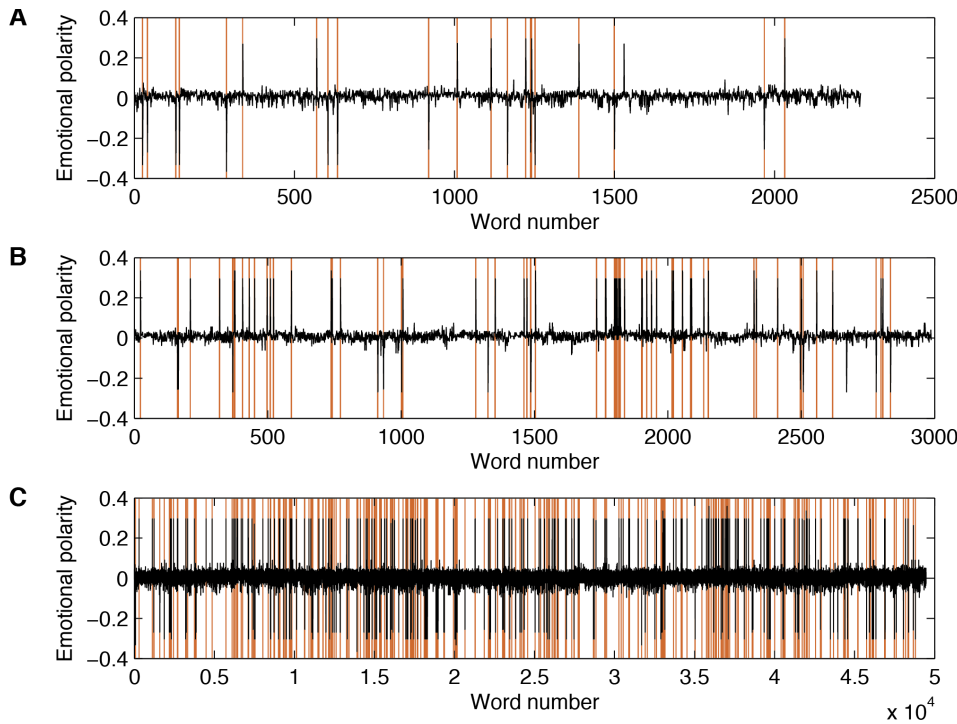 A
Emotional polarity
0.4
0.2
0
−0.2
−0.4
0 500 1000 1500 2000 2500
Word number
B
Emotional polarity
0.4
0.2
0
−0.2
−0.4
0 500 1000 1500 2000 2500 3000
Word number
C
Emotional polarity
0.4
0.2
0
−0.2
−0.4
0 0.5 1 1.5 2 2.5 3 3.5 4 4.5 5
Word number
x 10^4